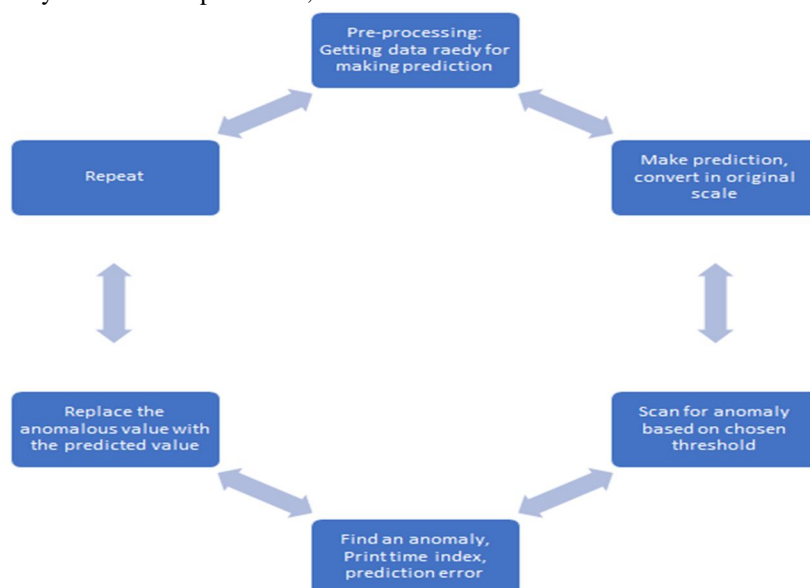 Pre-processing:
Getting data raedy for
making prediction
Repeat
Make prediction,
convert in original
scale
Replace the
anomalous value with
the predicted value
Scan for anomaly
based on chosen
threshold
Find an anomaly,
Print time index,
prediction error